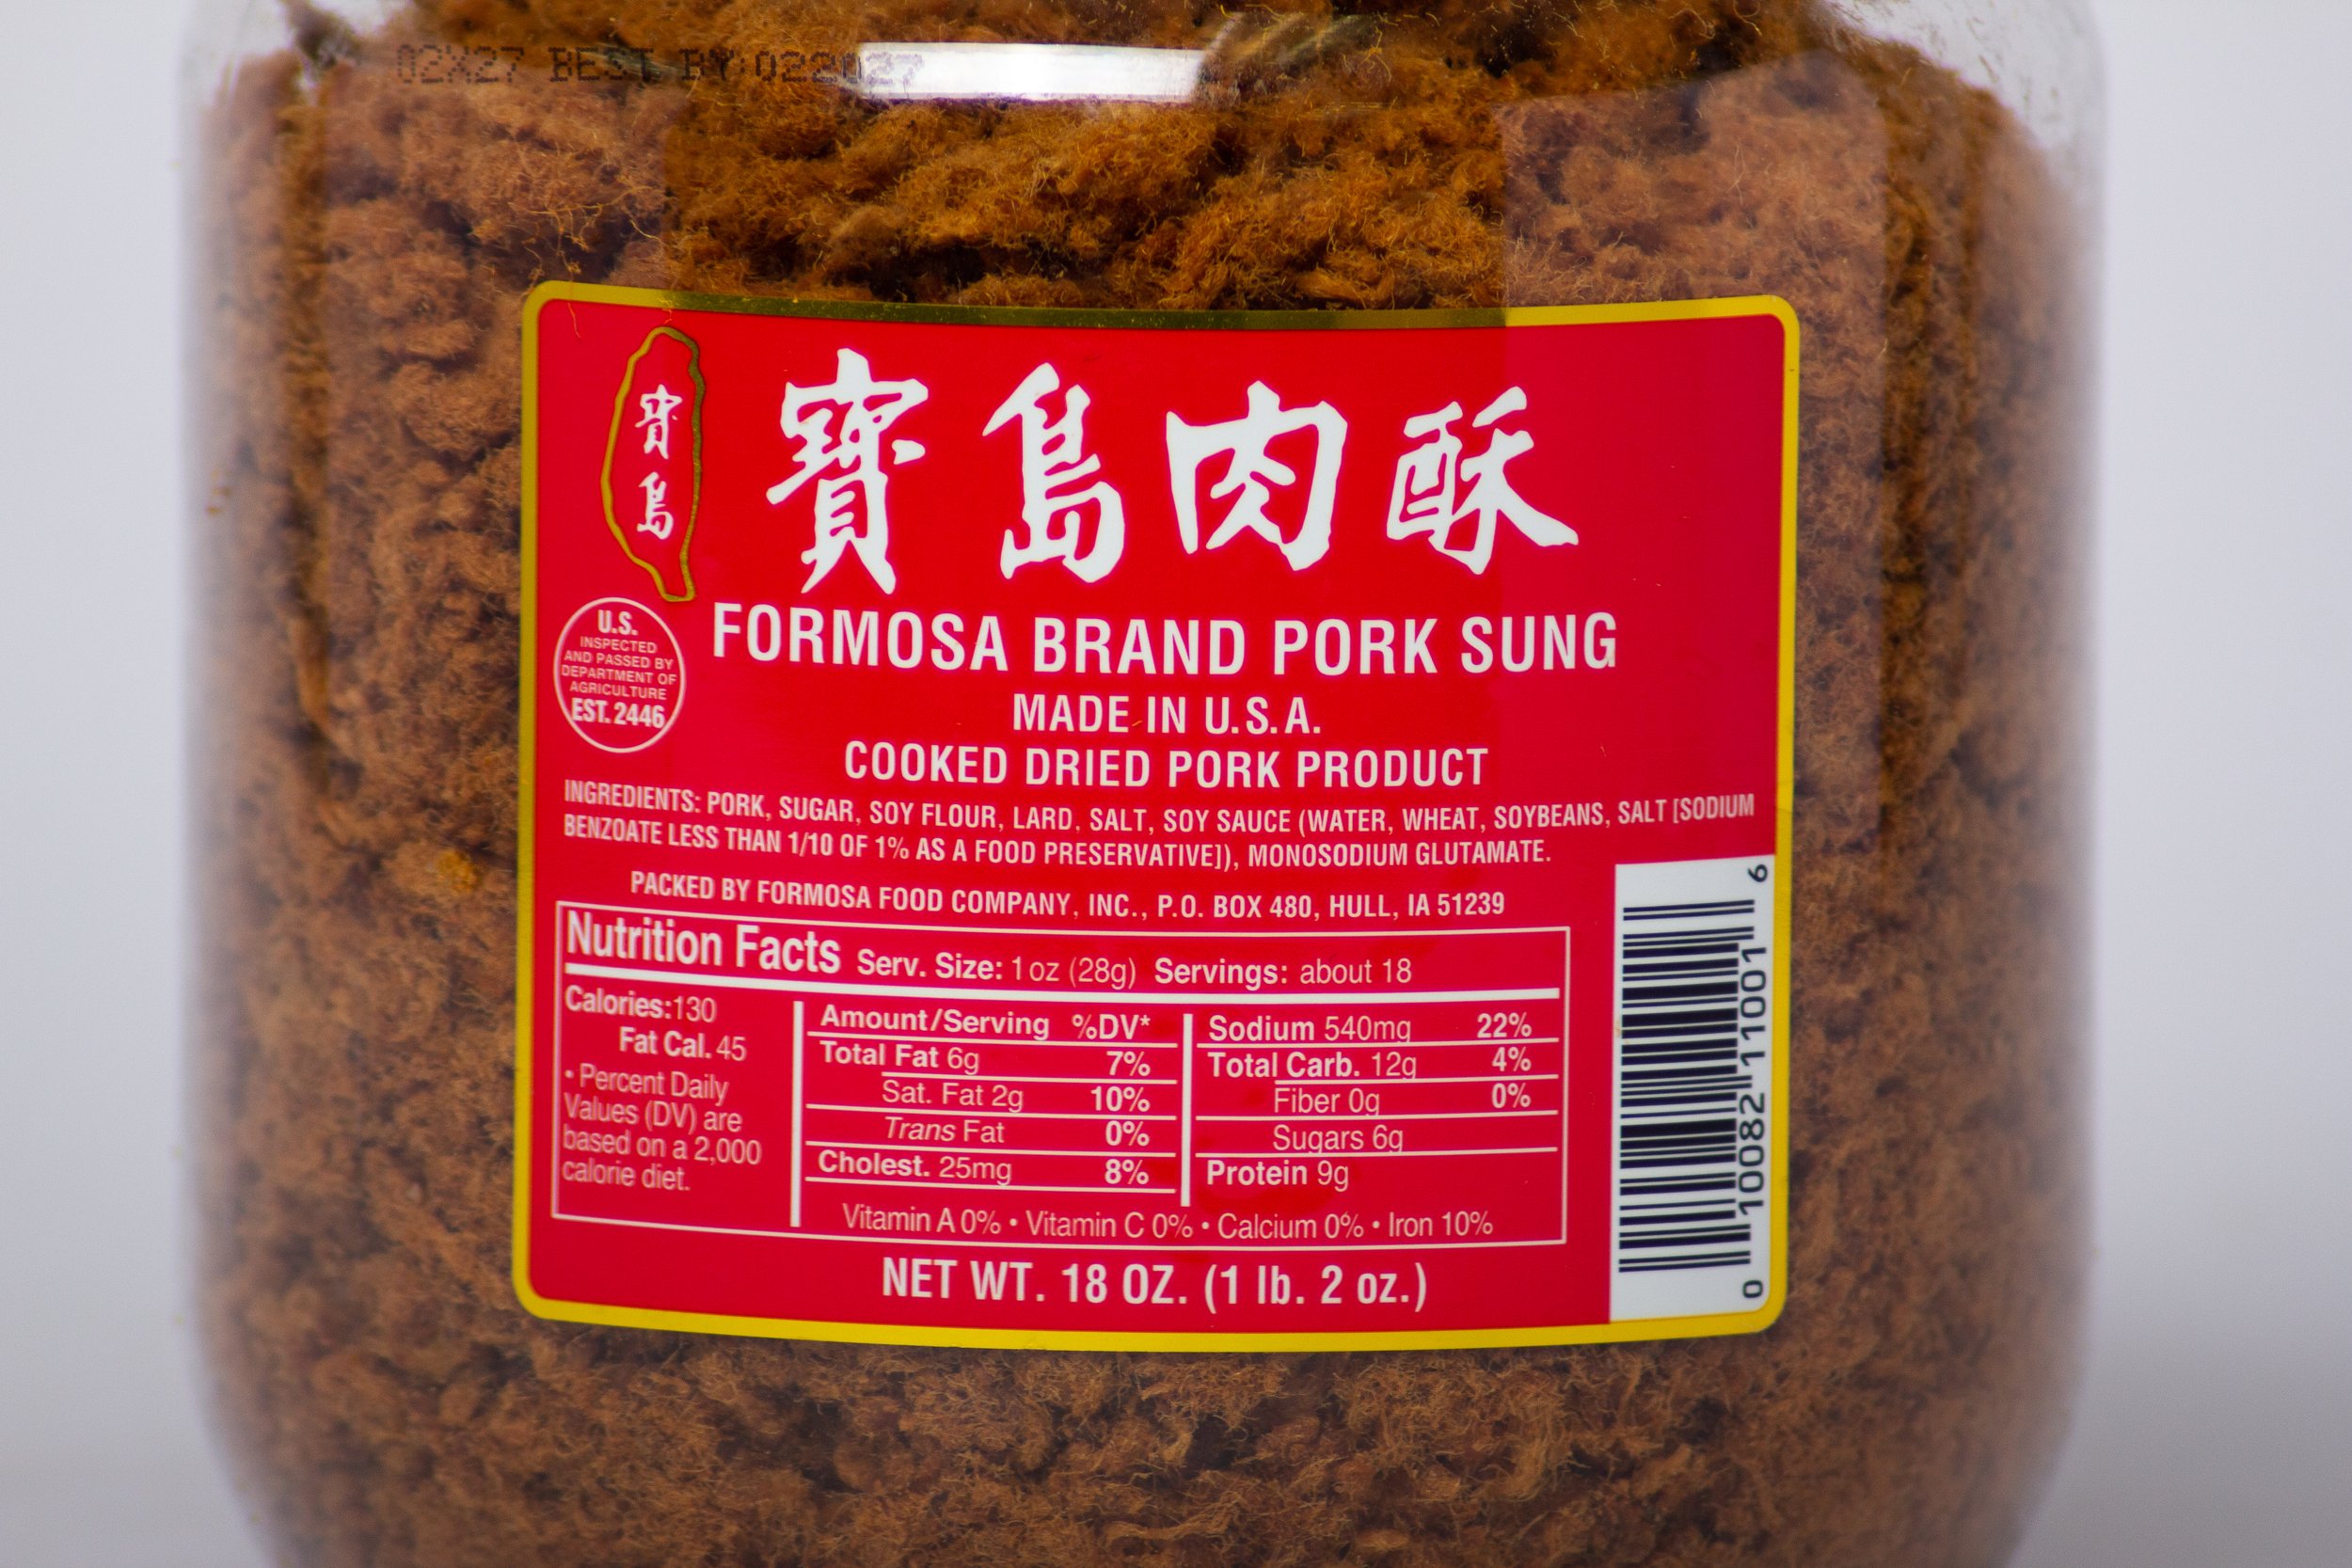 02X27 BEST BY:022027
寶島
寶島肉酥
FORMOSA BRAND PORK SUNG
U.S.
INSPECTED
AND PASSED BY
DEPARTMENT OF
AGRICULTURE
EST. 2446
MADE IN U.S.A.
COOKED DRIED PORK PRODUCT
INGREDIENTS: PORK, SUGAR, SOY FLOUR, LARD, SALT, SOY SAUCE (WATER, WHEAT, SOYBEANS, SALT [SODIUM
BENZOATE LESS THAN 1/10 OF 1% AS A FOOD PRESERVATIVE]), MONOSODIUM GLUTAMATE.
PACKED BY FORMOSA FOOD COMPANY, INC., P.O. BOX 480, HULL, IA 51239
Nutrition Facts Serv. Size: 1 oz (28g) Servings: about 18
Calories:130
Fat Cal. 45
• Percent Daily
Values (DV) are
based on a 2,000
calorie diet.
Amount/Serving %DV*
Total Fat 6g 7%
Sat. Fat 2g 10%
Trans Fat 0%
Cholest. 25mg 8%
Sodium 540mg 22%
Total Carb. 12g 4%
Fiber 0g 0%
Sugars 6g
Protein 9g
Vitamin A 0% • Vitamin C 0% • Calcium 0% • Iron 10%
NET WT. 18 OZ. (1 lb. 2 oz.)
0 10082 11001 6